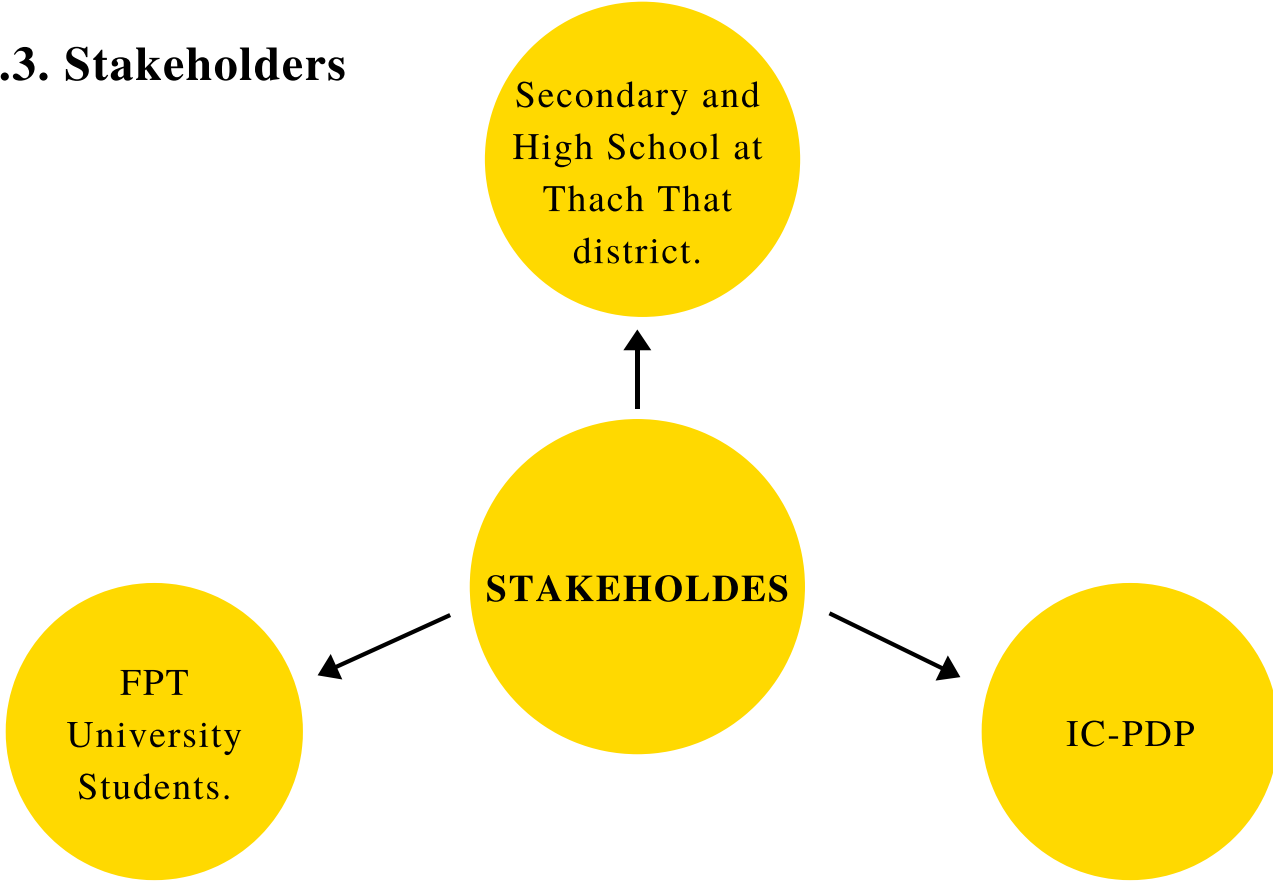 .3. Stakeholders
Secondary and
High School at
Thach That
district.
STAKEHOLDES
FPT
University
Students.
IC-PDP